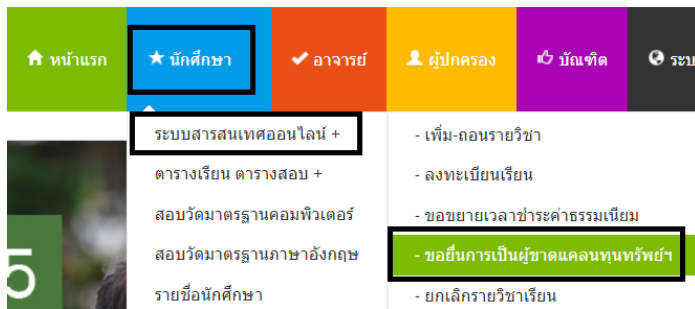 หน้าแรก
นักศึกษา
อาจารย์
ผู้ปกครอง
บัณฑิต
ระบ
ระบบสารสนเทศออนไลน์ +
ตารางเรียน ตารางสอบ +
สอบวัดมาตรฐานคอมพิวเตอร์
สอบวัดมาตรฐานภาษาอังกฤษ
รายชื่อนักศึกษา
- เพิ่ม-ถอนรายวิชา
- ลงทะเบียนเรียน
- ขอขยายเวลาชำระค่าธรรมเนียม
- ขอยื่นการเป็นผู้ขาดแคลนทุนทรัพย์ฯ
- ยกเลิกรายวิชาเรียน
5